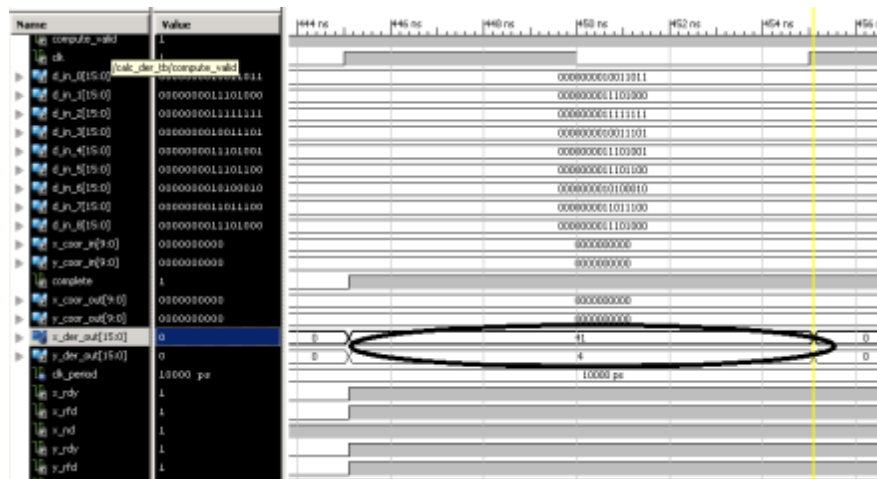 Name Value 444 ns 446 ns 448 ns 450 ns 452 ns 454 ns 456
compute_valid 1
clk
/calc_der_tb/compute_valid
d_in_0[15:0] 0000000010011011
d_in_1[15:0] 0000000011101000 0000000011101000
d_in_2[15:0] 0000000011111111 0000000011111111
d_in_3[15:0] 0000000010011101 0000000010011101
d_in_4[15:0] 0000000011101001 0000000011101001
d_in_5[15:0] 0000000011101100 0000000011101100
d_in_6[15:0] 0000000010100010 0000000010100010
d_in_7[15:0] 0000000011011100 0000000011011100
d_in_8[15:0] 0000000011101000 0000000011101000
x_coor_in[9:0] 0000000000 0000000000
y_coor_in[9:0] 0000000000 0000000000
complete 1
x_coor_out[9:0] 0000000000 0000000000
y_coor_out[9:0] 0000000000 0000000000
x_der_out[15:0] 0 0 41 0
y_der_out[15:0] 0 0 4 0
clk_period 10000 ps 10000 ps
x_rdy 1
x_rfd 1
x_nd 1
y_rdy 1
y_rfd 1